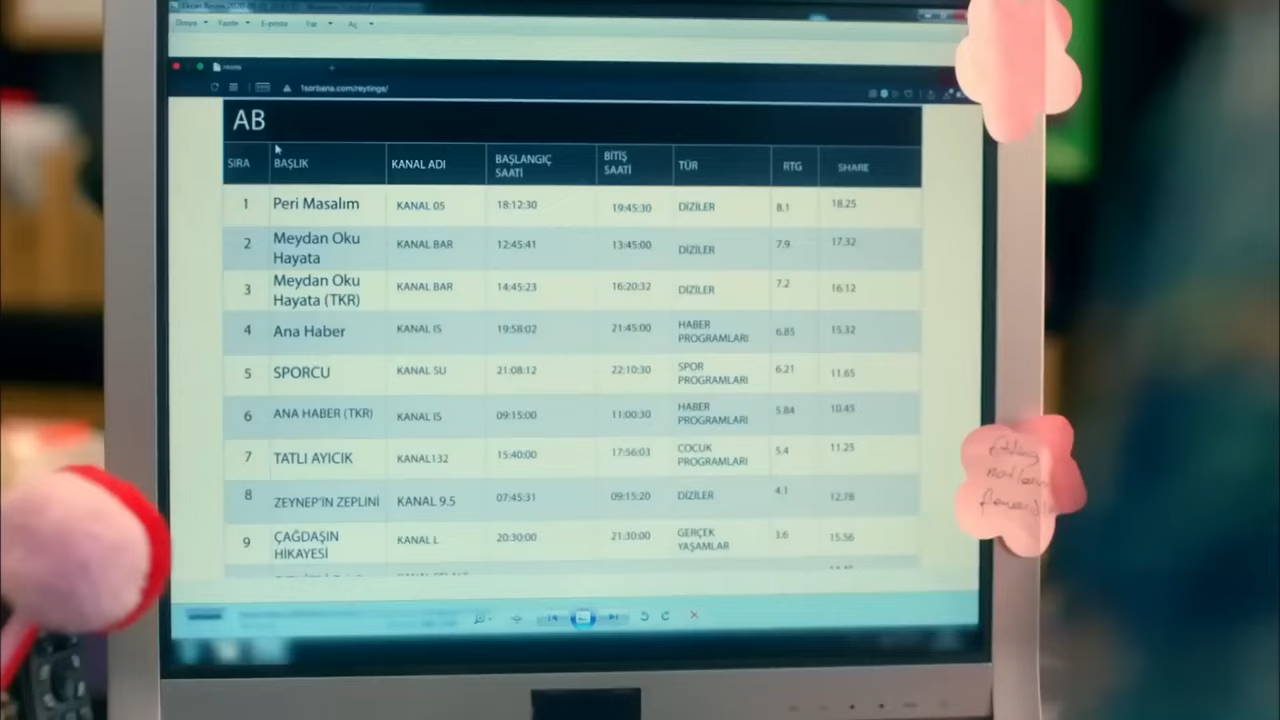 Dosya Yazdır E-posta Yaz Aç
1sorbana.com/reytings/
AB
SIRA BAŞLIK KANAL ADI BAŞLANGIÇ SAATİ BİTİŞ SAATİ TÜR RTG SHARE
1 Peri Masalım KANAL 05 18:12:30 19:45:30 DİZİLER 8.1 18.25
2 Meydan Oku Hayata KANAL BAR 12:45:41 13:45:00 DİZİLER 7.9 17.32
3 Meydan Oku Hayata (TKR) KANAL BAR 14:45:23 16:20:32 DİZİLER 7.2 16.12
4 Ana Haber KANAL IS 19:58:02 21:45:00 HABER PROGRAMLARI 6.85 15.32
5 SPORCU KANAL SU 21:08:12 22:10:30 SPOR PROGRAMLARI 6.21 11.65
6 ANA HABER (TKR) KANAL IS 09:15:00 11:00:30 HABER PROGRAMLARI 5.84 10.45
7 TATLI AYICIK KANAL132 15:40:00 17:56:03 COCUK PROGRAMLARI 5.4 11.25
8 ZEYNEP'IN ZEPLINI KANAL 9.5 07:45:31 09:15:20 DİZİLER 4.1 12.78
9 ÇAĞDAŞIN HİKAYESİ KANAL L 20:30:00 21:30:00 GERÇEK YAŞAMLAR 3.6 15.56